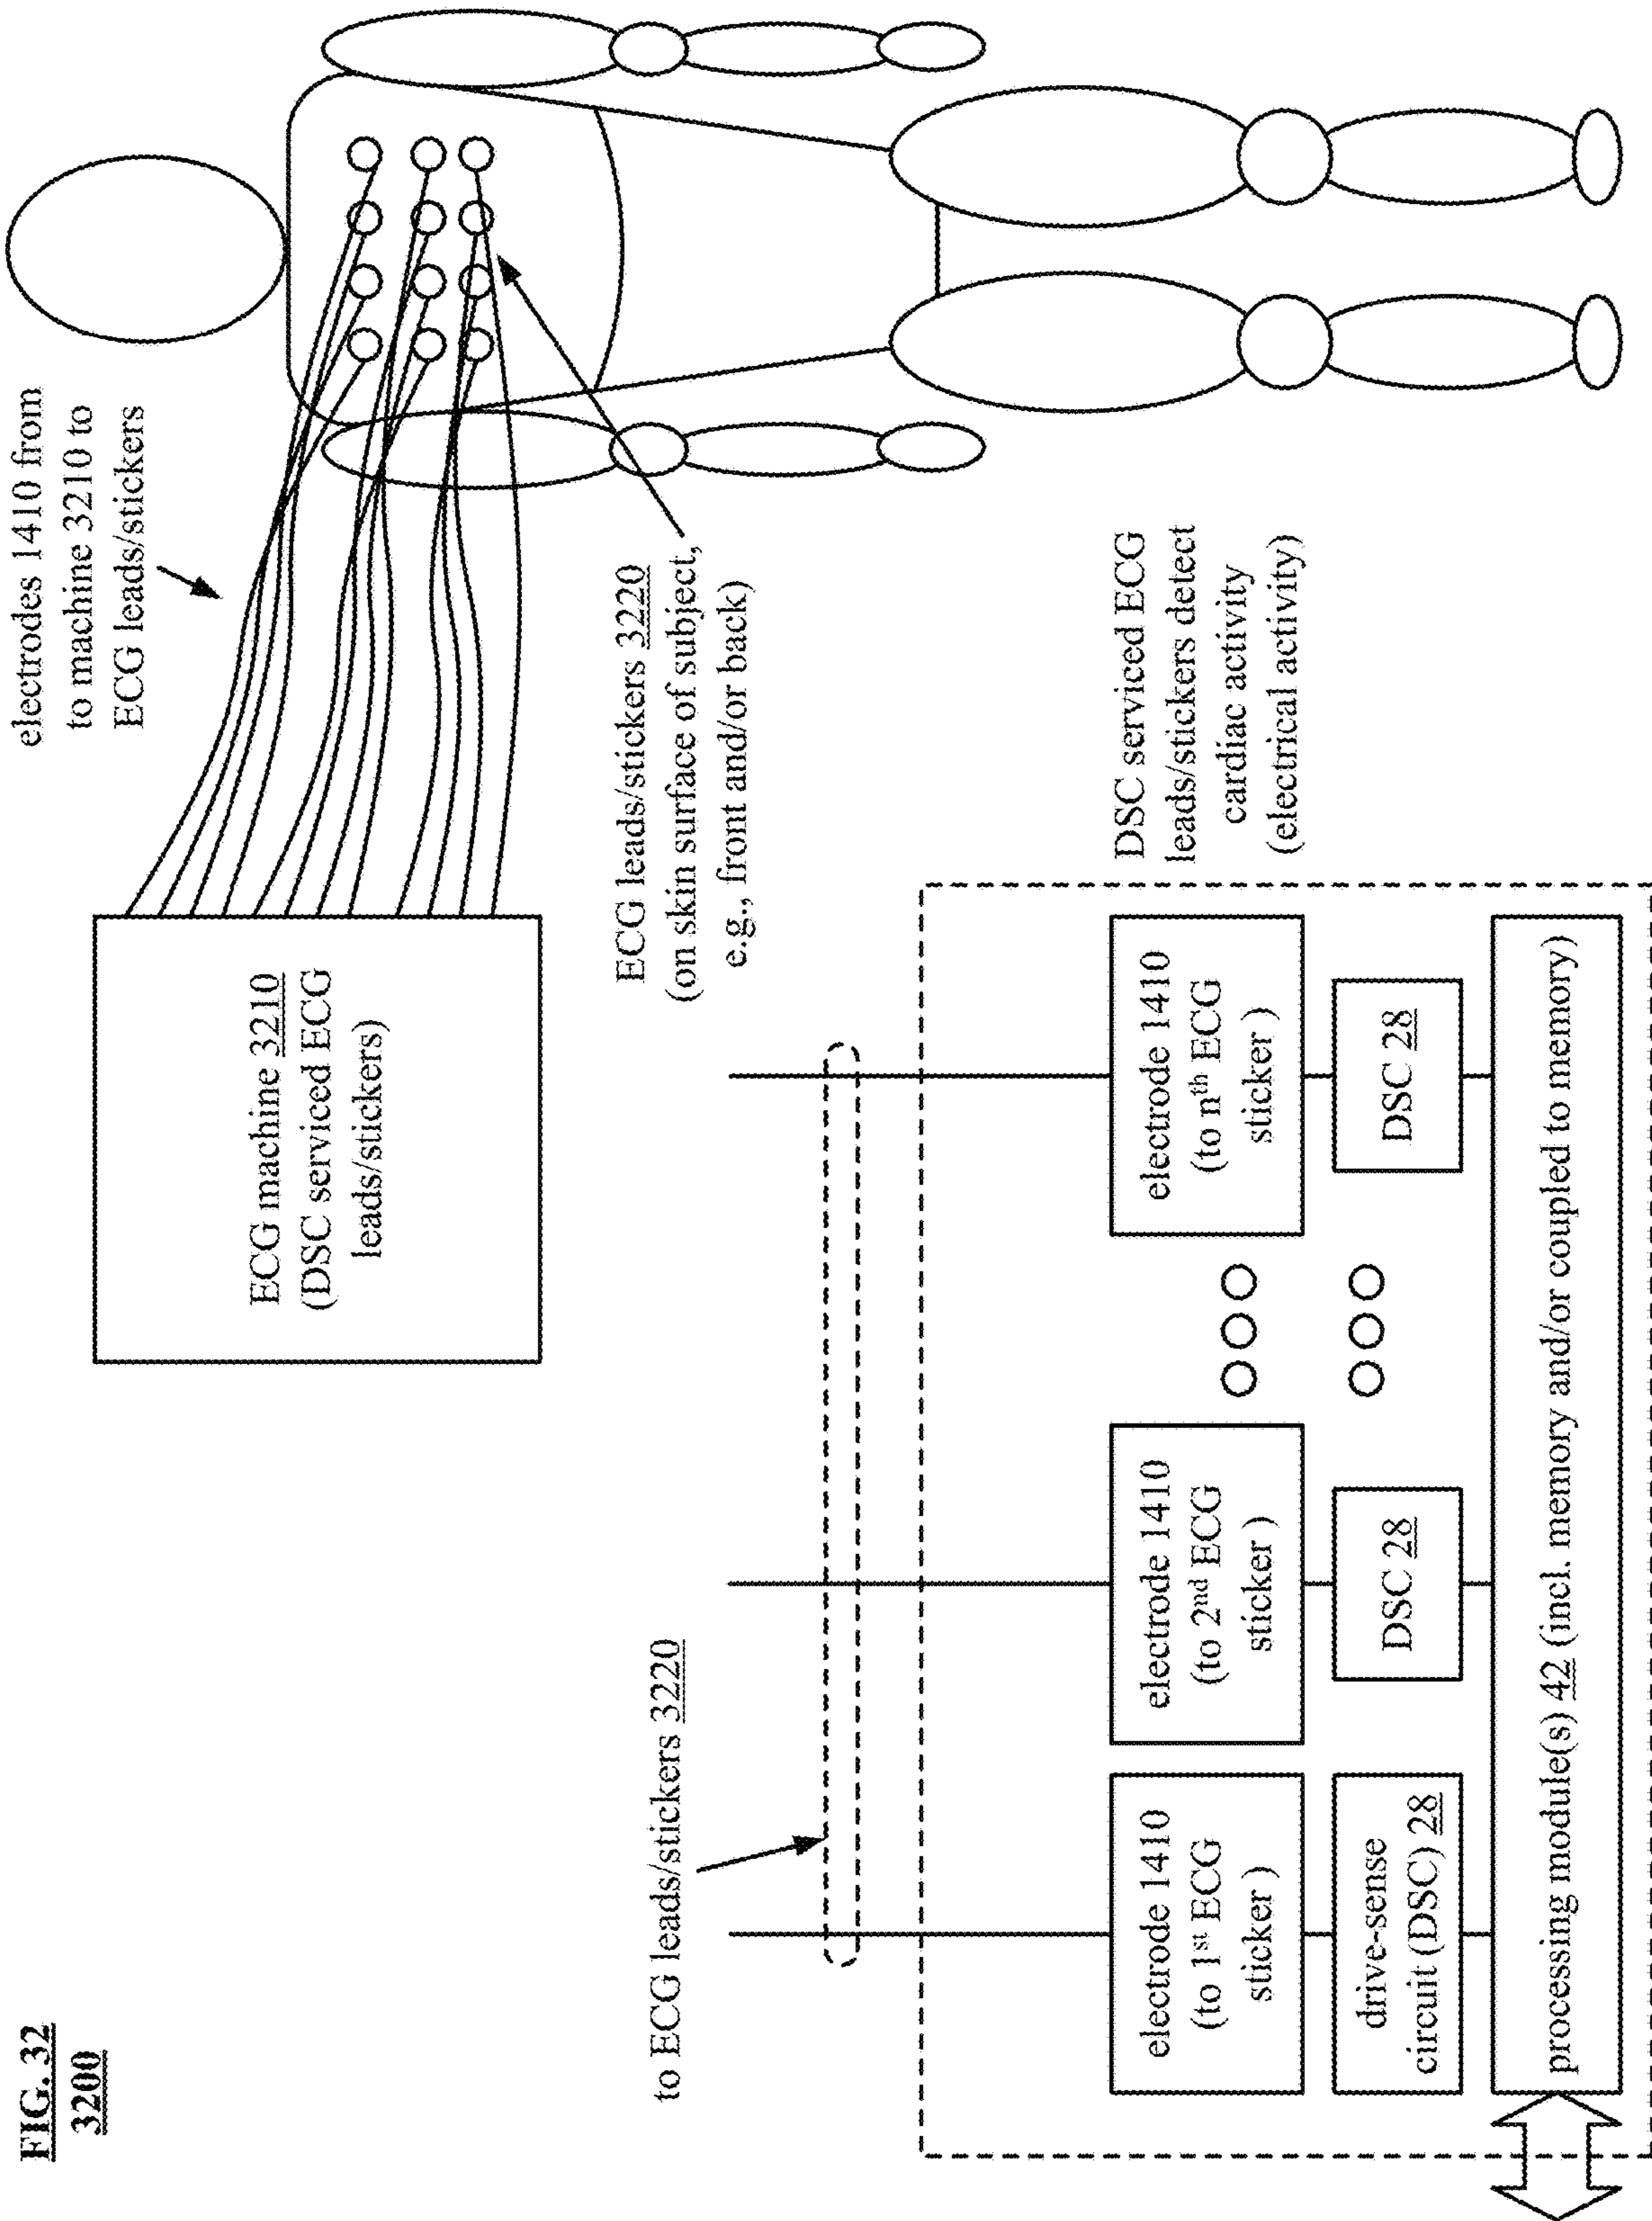 FIG. 32
3200
electrodes 1410 from
to machine 3210 to
ECG leads/stickers
ECG machine 3210
(DSC serviced ECG
leads/stickers)
ECG leads/stickers 3220
(on skin surface of subject,
e.g., front and/or back)
to ECG leads/stickers 3220
DSC serviced ECG
leads/stickers detect
cardiac activity
(electrical activity)
electrode 1410
(to 1st ECG
sticker )
electrode 1410
(to 2nd ECG
sticker )
electrode 1410
(to nth ECG
sticker )
drive-sense
circuit (DSC) 28
DSC 28
DSC 28
processing module(s) 42 (incl. memory and/or coupled to memory)